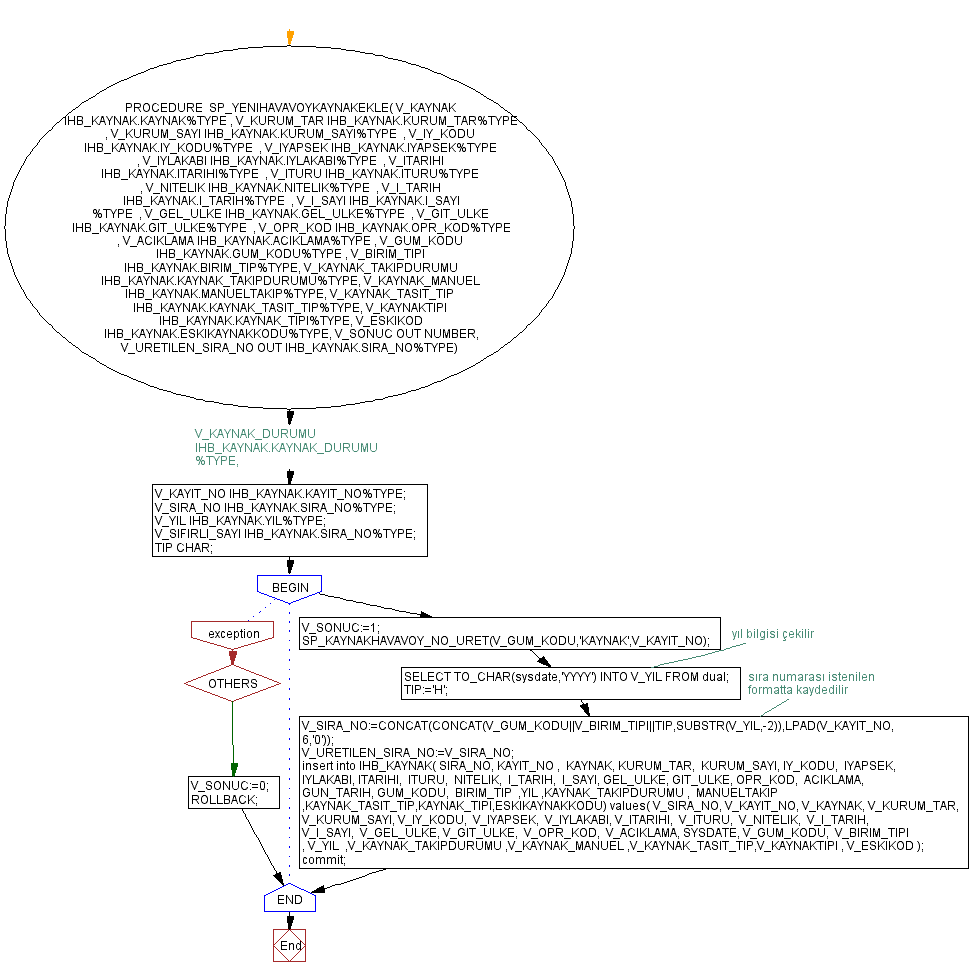 PROCEDURE  SP_YENIHAVAVOYKAYNAKEKLE( V_KAYNAK
IHB_KAYNAK.KAYNAK%TYPE , V_KURUM_TAR IHB_KAYNAK.KURUM_TAR%TYPE
, V_KURUM_SAYI IHB_KAYNAK.KURUM_SAYI%TYPE  , V_IY_KODU
IHB_KAYNAK.IY_KODU%TYPE  , V_IYAPSEK IHB_KAYNAK.IYAPSEK%TYPE
, V_IYLAKABI IHB_KAYNAK.IYLAKABI%TYPE  , V_ITARIHI
IHB_KAYNAK.ITARIHI%TYPE  , V_ITURU IHB_KAYNAK.ITURU%TYPE
, V_NITELIK IHB_KAYNAK.NITELIK%TYPE  , V_I_TARIH
IHB_KAYNAK.I_TARIH%TYPE  , V_I_SAYI IHB_KAYNAK.I_SAYI
%TYPE  , V_GEL_ULKE IHB_KAYNAK.GEL_ULKE%TYPE  , V_GIT_ULKE
IHB_KAYNAK.GIT_ULKE%TYPE  , V_OPR_KOD IHB_KAYNAK.OPR_KOD%TYPE
, V_ACIKLAMA IHB_KAYNAK.ACIKLAMA%TYPE , V_GUM_KODU
IHB_KAYNAK.GUM_KODU%TYPE , V_BIRIM_TIPI
IHB_KAYNAK.BIRIM_TIP%TYPE, V_KAYNAK_TAKIPDURUMU
IHB_KAYNAK.KAYNAK_TAKIPDURUMU%TYPE, V_KAYNAK_MANUEL
IHB_KAYNAK.MANUELTAKIP%TYPE, V_KAYNAK_TASIT_TIP
IHB_KAYNAK.KAYNAK_TASIT_TIP%TYPE, V_KAYNAKTIPI
IHB_KAYNAK.KAYNAK_TIPI%TYPE, V_ESKIKOD
IHB_KAYNAK.ESKIKAYNAKKODU%TYPE, V_SONUC OUT NUMBER,
V_URETILEN_SIRA_NO OUT IHB_KAYNAK.SIRA_NO%TYPE)
V_KAYNAK_DURUMU
IHB_KAYNAK.KAYNAK_DURUMU
%TYPE,
V_KAYIT_NO IHB_KAYNAK.KAYIT_NO%TYPE;
V_SIRA_NO IHB_KAYNAK.SIRA_NO%TYPE;
V_YIL IHB_KAYNAK.YIL%TYPE;
V_SIFIRLI_SAYI IHB_KAYNAK.SIRA_NO%TYPE;
TIP CHAR;
BEGIN
exception
OTHERS
V_SONUC:=0;
ROLLBACK;
V_SONUC:=1;
SP_KAYNAKHAVAVOY_NO_URET(V_GUM_KODU,'KAYNAK',V_KAYIT_NO);
yıl bilgisi çekilir
SELECT TO_CHAR(sysdate,'YYYY') INTO V_YIL FROM dual;
TIP:='H';
sıra numarası istenilen
formatta kaydedilir
V_SIRA_NO:=CONCAT(CONCAT(V_GUM_KODU||V_BIRIM_TIPI||TIP,SUBSTR(V_YIL,-2)),LPAD(V_KAYIT_NO,
6,'0'));
V_URETILEN_SIRA_NO:=V_SIRA_NO;
insert into IHB_KAYNAK( SIRA_NO, KAYIT_NO ,  KAYNAK, KURUM_TAR,  KURUM_SAYI, IY_KODU,  IYAPSEK,
IYLAKABI, ITARIHI,  ITURU,  NITELIK,  I_TARIH,  I_SAYI, GEL_ULKE, GIT_ULKE, OPR_KOD,  ACIKLAMA,
GUN_TARIH, GUM_KODU,  BIRIM_TIP  ,YIL ,KAYNAK_TAKIPDURUMU ,  MANUELTAKIP
,KAYNAK_TASIT_TIP,KAYNAK_TIPI,ESKIKAYNAKKODU) values( V_SIRA_NO, V_KAYIT_NO, V_KAYNAK, V_KURUM_TAR,
V_KURUM_SAYI, V_IY_KODU,  V_IYAPSEK,  V_IYLAKABI, V_ITARIHI,  V_ITURU,  V_NITELIK,  V_I_TARIH,
V_I_SAYI,  V_GEL_ULKE, V_GIT_ULKE,  V_OPR_KOD,  V_ACIKLAMA, SYSDATE, V_GUM_KODU,  V_BIRIM_TIPI
, V_YIL  ,V_KAYNAK_TAKIPDURUMU ,V_KAYNAK_MANUEL ,V_KAYNAK_TASIT_TIP,V_KAYNAKTIPI , V_ESKIKOD );
commit;
END
End